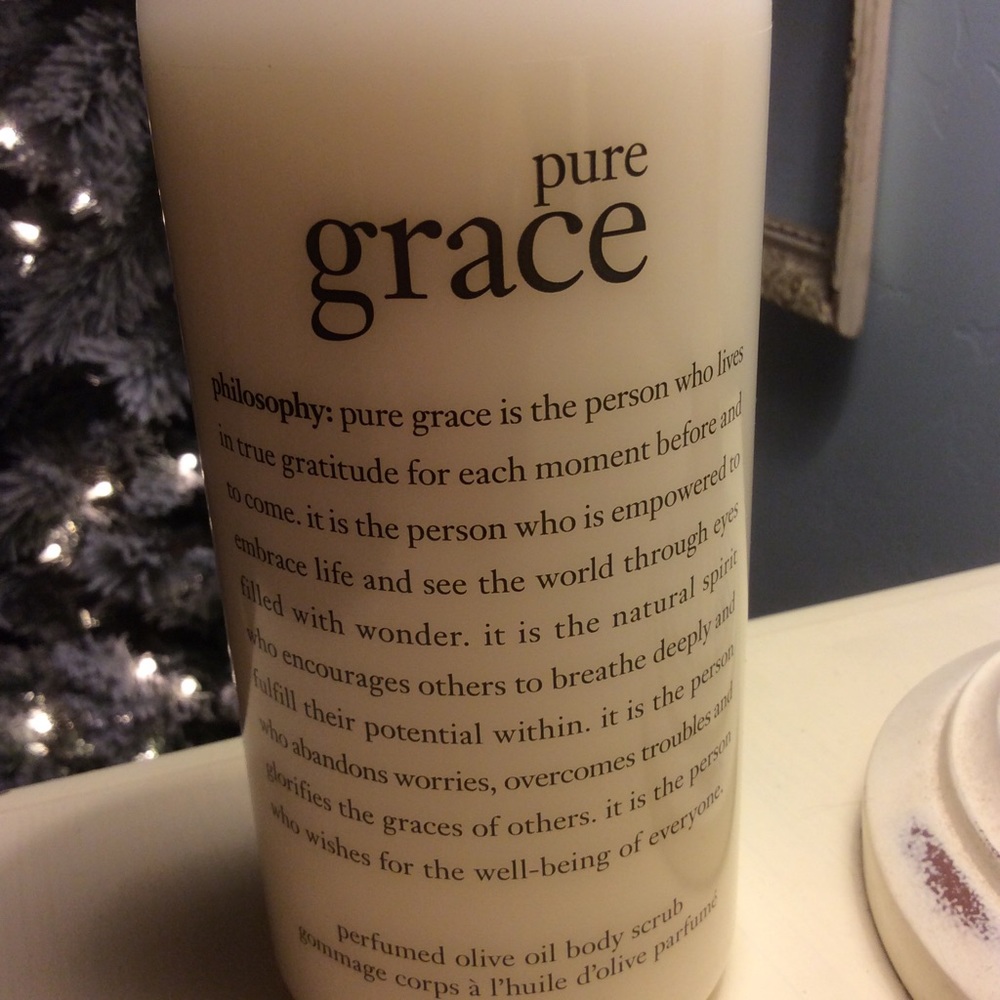 pure
grace
philosophy: pure grace is the person who lives
in true gratitude for each moment before and
to come. it is the person who is empowered to
embrace life and see the world through eyes
filled with wonder. it is the natural spirit
who encourages others to breathe deeply and
fulfill their potential within. it is the person
who abandons worries, overcomes troubles and
glorifies the graces of others. it is the person
who wishes for the well-being of everyone.
perfumed olive oil body scrub
gommage corps à l'huile d'olive parfumé